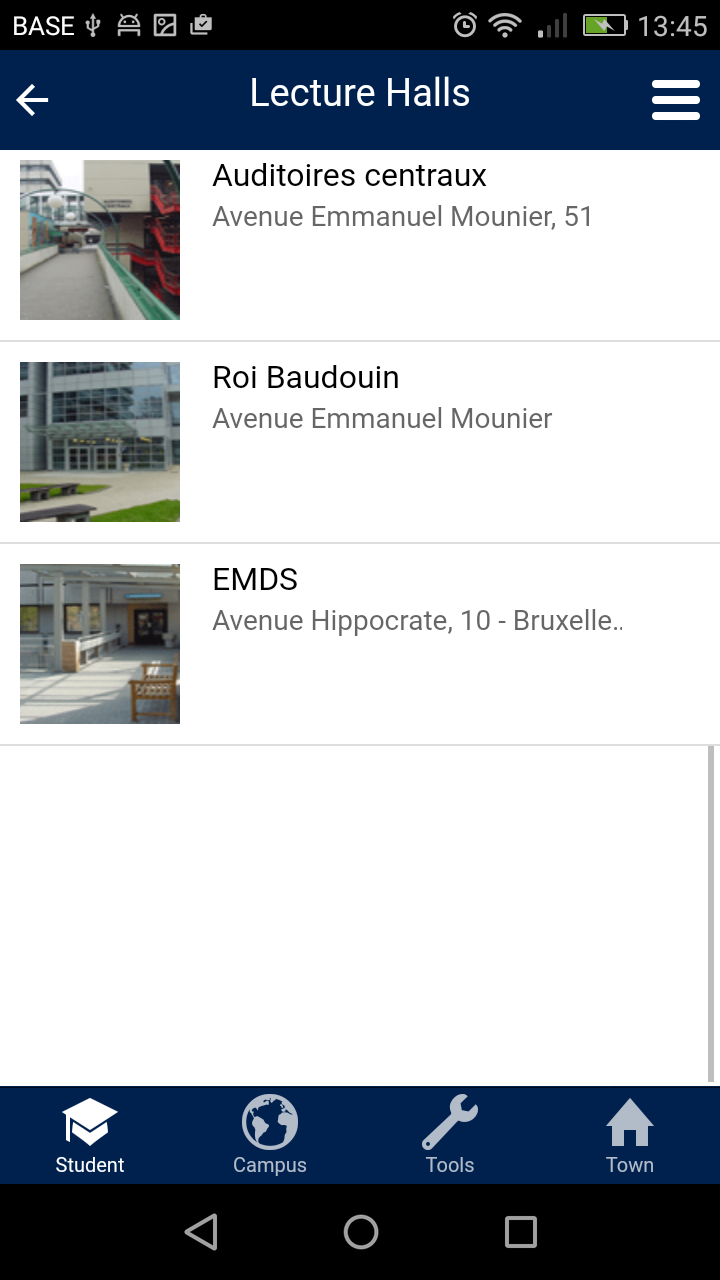 BASE 13:45
Lecture Halls
Auditoires centraux
Avenue Emmanuel Mounier, 51
Roi Baudouin
Avenue Emmanuel Mounier
EMDS
Avenue Hippocrate, 10 - Bruxelle..
Student Campus Tools Town